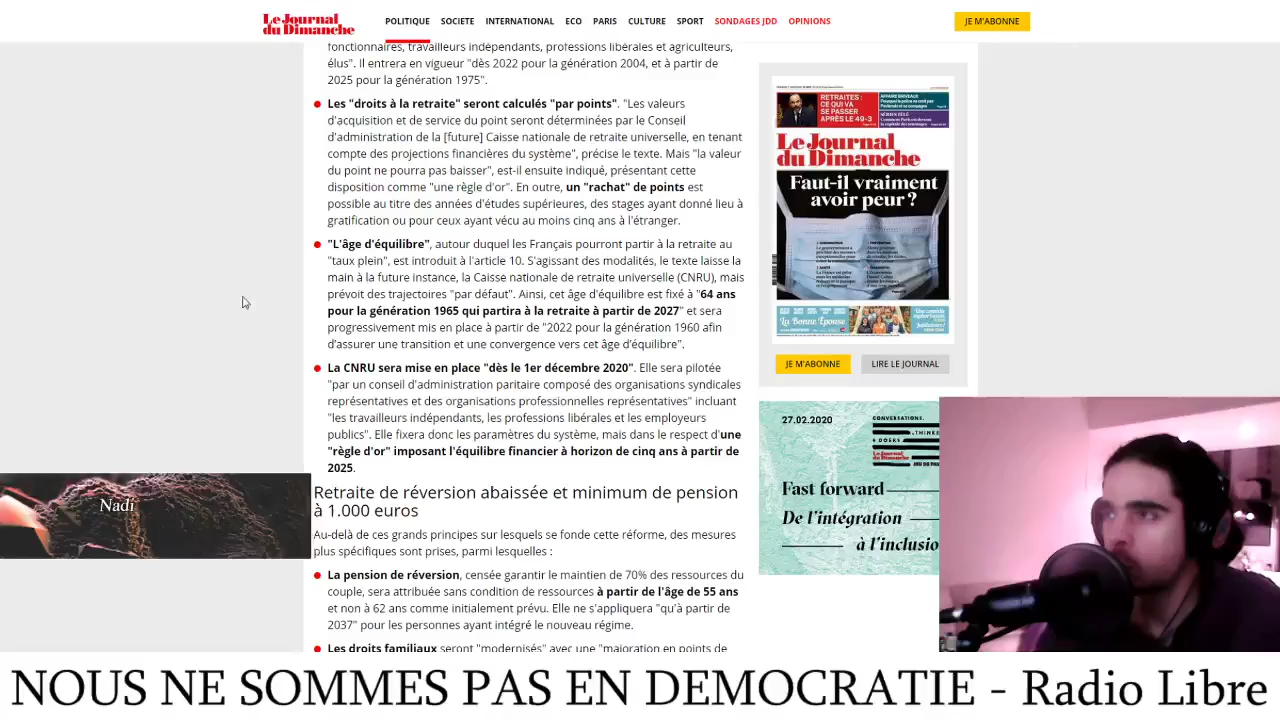 Le Journal
du Dimanche
POLITIQUE SOCIETE INTERNATIONAL ECO PARIS CULTURE SPORT SONDAGES JDD OPINIONS
JE M'ABONNE
fonctionnaires, travailleurs indépendants, professions libérales et agriculteurs,
élus". Il entrera en vigueur "dès 2022 pour la génération 2004, et à partir de
2025 pour la génération 1975".
Les "droits à la retraite" seront calculés "par points". "Les valeurs
d'acquisition et de service du point seront déterminées par le Conseil
d'administration de la [future] Caisse nationale de retraite universelle, en tenant
compte des projections financières du système", précise le texte. Mais "la valeur
du point ne pourra pas baisser", est-il ensuite indiqué, présentant cette
disposition comme "une règle d'or". En outre, un "rachat" de points est
possible au titre des années d'études supérieures, des stages ayant donné lieu à
gratification ou pour ceux ayant vécu au moins cinq ans à l'étranger.
"L'âge d'équilibre", autour duquel les Français pourront partir à la retraite au
"taux plein", est introduit à l'article 10. S'agissant des modalités, le texte laisse la
main à la future instance, la Caisse nationale de retraite universelle (CNRU), mais
prévoit des trajectoires "par défaut". Ainsi, cet âge d'équilibre est fixé à "64 ans
pour la génération 1965 qui partira à la retraite à partir de 2027" et sera
progressivement mis en place à partir de "2022 pour la génération 1960 afin
d'assurer une transition et une convergence vers cet âge d'équilibre".
La CNRU sera mise en place "dès le 1er décembre 2020". Elle sera pilotée
"par un conseil d'administration paritaire composé des organisations syndicales
représentatives et des organisations professionnelles représentatives" incluant
"les travailleurs indépendants, les professions libérales et les employeurs
publics". Elle fixera donc les paramètres du système, mais dans le respect d'une
"règle d'or" imposant l'équilibre financier à horizon de cinq ans à partir de
2025.
Retraite de réversion abaissée et minimum de pension
à 1.000 euros
Au-delà de ces grands principes sur lesquels se fonde cette réforme, des mesures
plus spécifiques sont prises, parmi lesquelles :
La pension de réversion, censée garantir le maintien de 70% des ressources du
couple, sera attribuée sans condition de ressources à partir de l'âge de 55 ans
et non à 62 ans comme initialement prévu. Elle ne s'appliquera "qu'à partir de
2037" pour les personnes ayant intégré le nouveau régime.
Les droits familiaux seront "modernisés" avec une "majoration en points de
RETRAITES :
CE QUI VA
SE PASSER
APRÈS LE 49-3
AFFAIRE GRIVEAUX
Le Journal
du Dimanche
Faut-il vraiment
avoir peur ?
La Bonne Epouse
JE M'ABONNE
LIRE LE JOURNAL
27.02.2020
CONVERSATIONS.
Le Journal
du Dimanche
Fast forward
De l'intégration
à l'inclusio
Nadi
NOUS NE SOMMES PAS EN DEMOCRATIE - Radio Libre